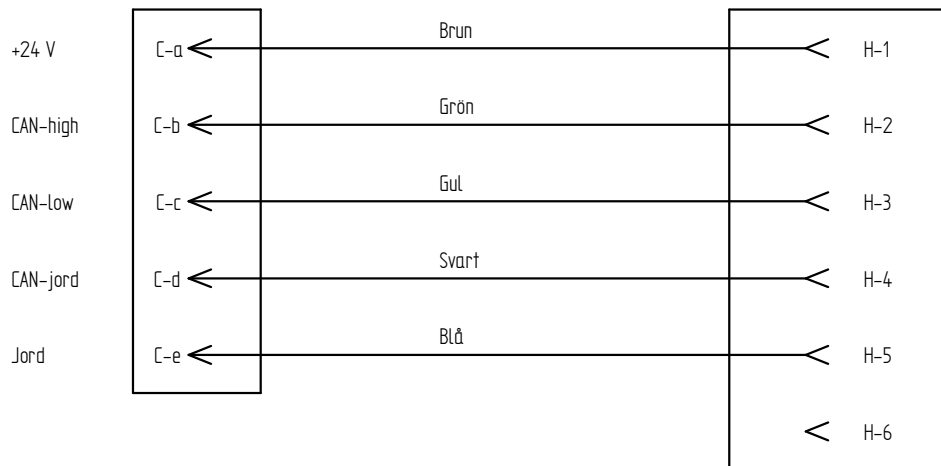 +24 V C-a Brun H-1
CAN-high C-b Grön H-2
CAN-low C-c Gul H-3
CAN-jord C-d Svart H-4
Jord C-e Blå H-5
H-6